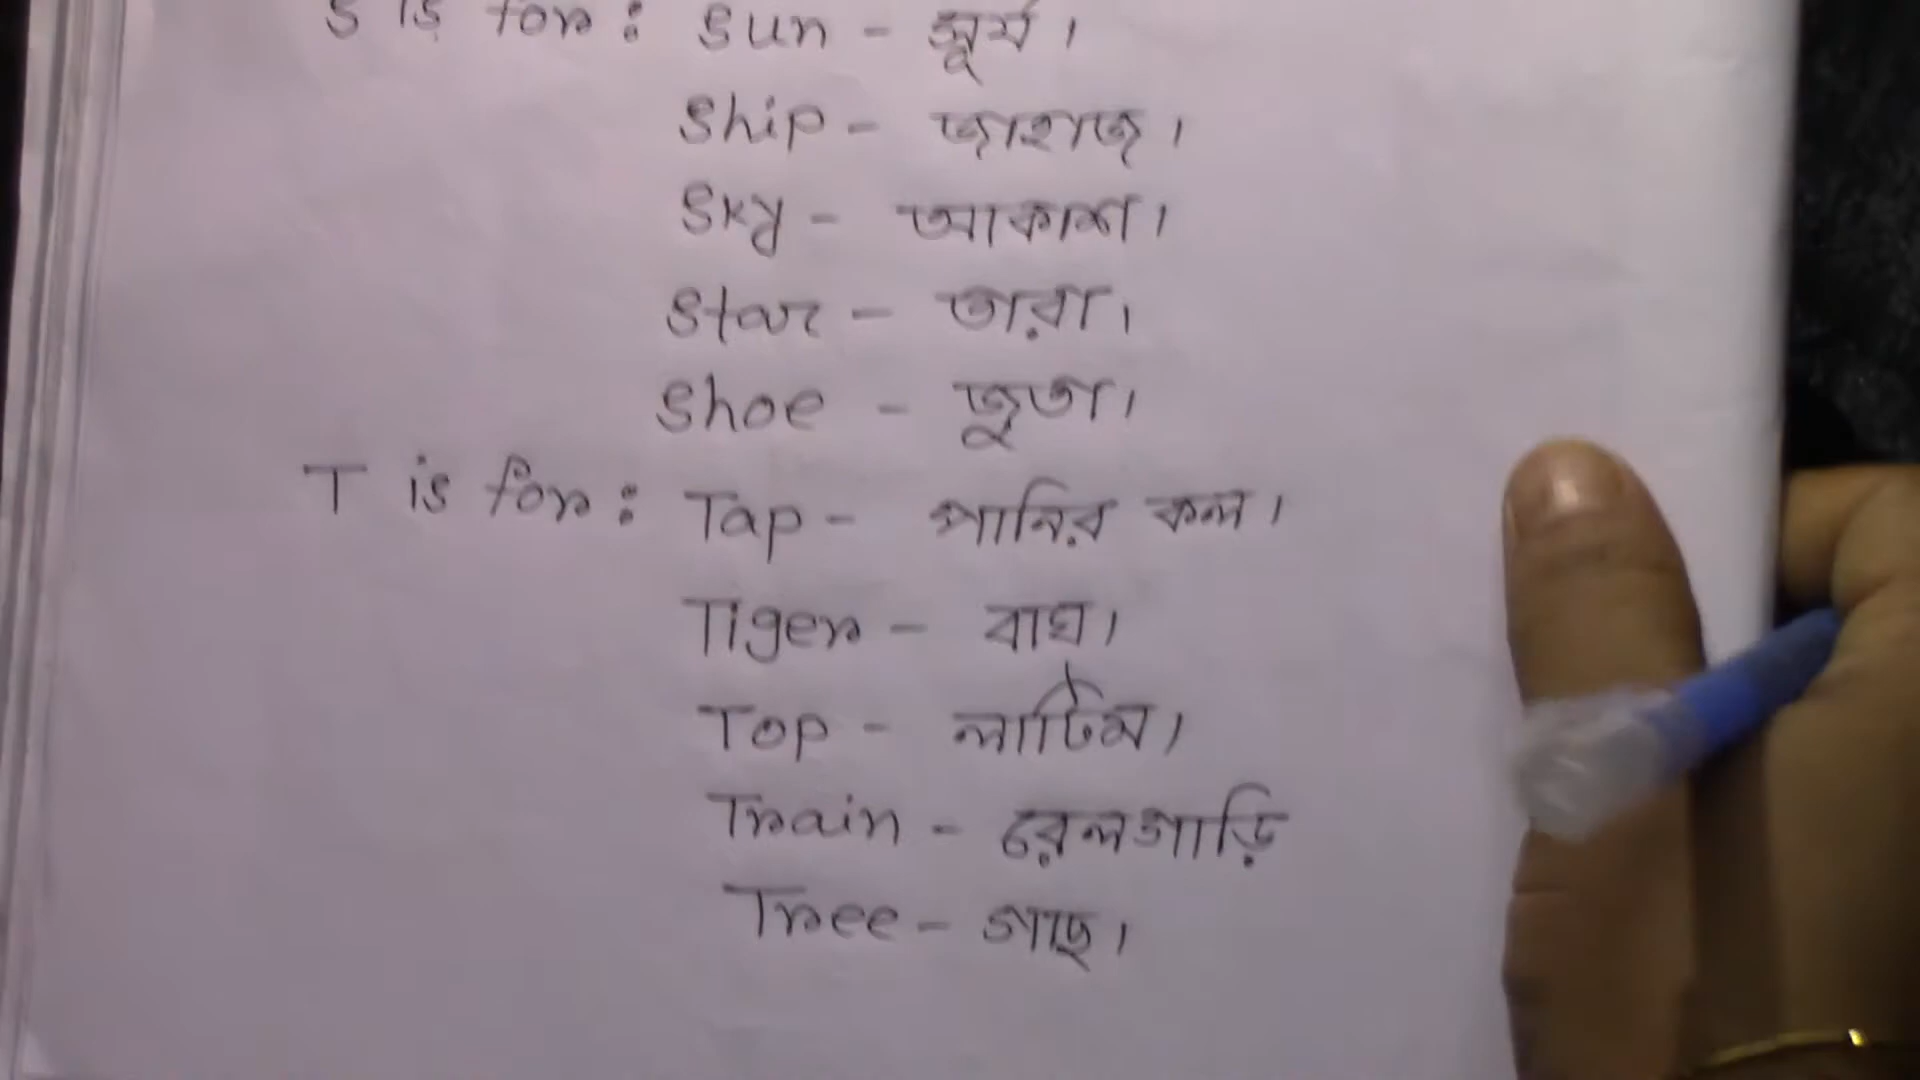 S is for : Sun - সূর্য।
Ship - জাহাজ।
Sky - আকাশ।
Star - তারা।
Shoe - জুতা।
T is for : Tap - পানির কল।
Tiger - বাঘ।
Top - লাটিম।
Train - রেলগাড়ি
Tree - গাছ।